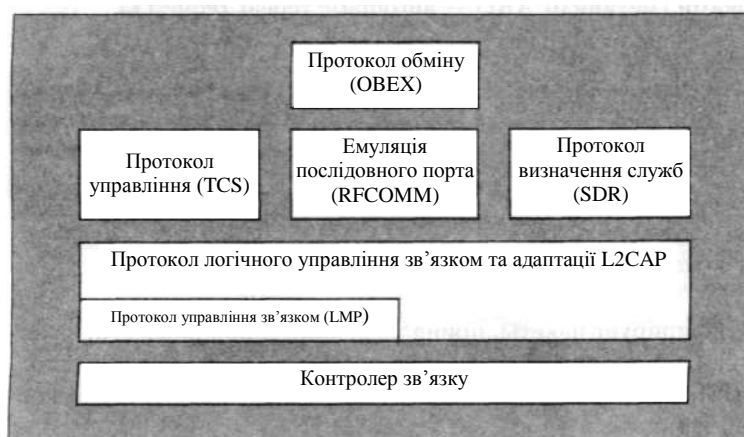 Протокол обміну
(OBEX)
Протокол
управління (TCS)
Емуляція
послідовного порта
(RFCOMM)
Протокол
визначення служб
(SDR)
Протокол логічного управління зв’язком та адаптації L2CAP
Протокол управління зв’язком (LMP)
Контролер зв’язку